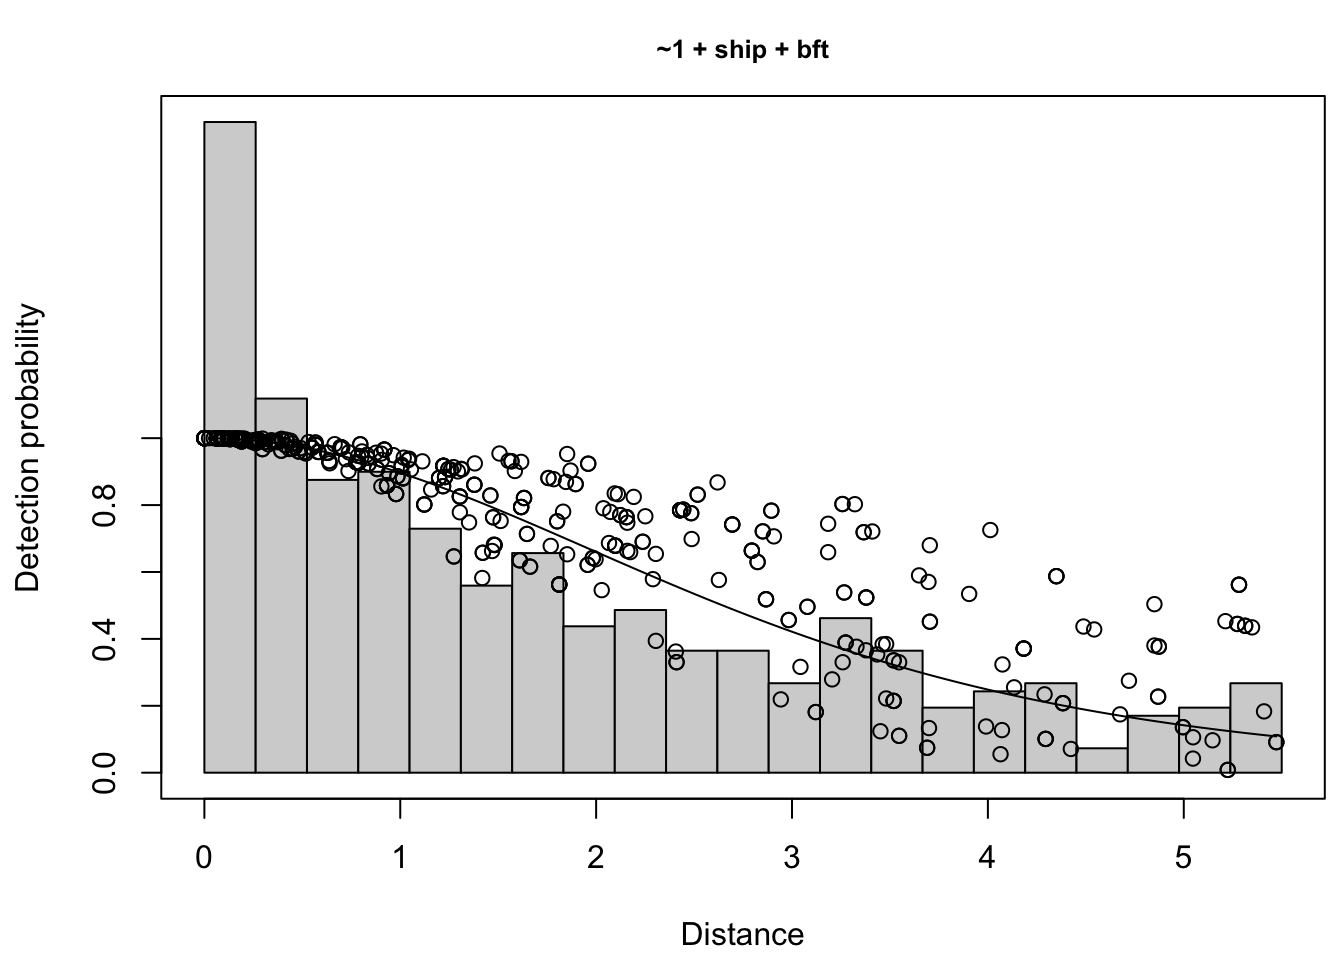 ~1 + ship + bft
Detection probability
0.8
0.4
0.0
0 1 2 3 4 5
Distance